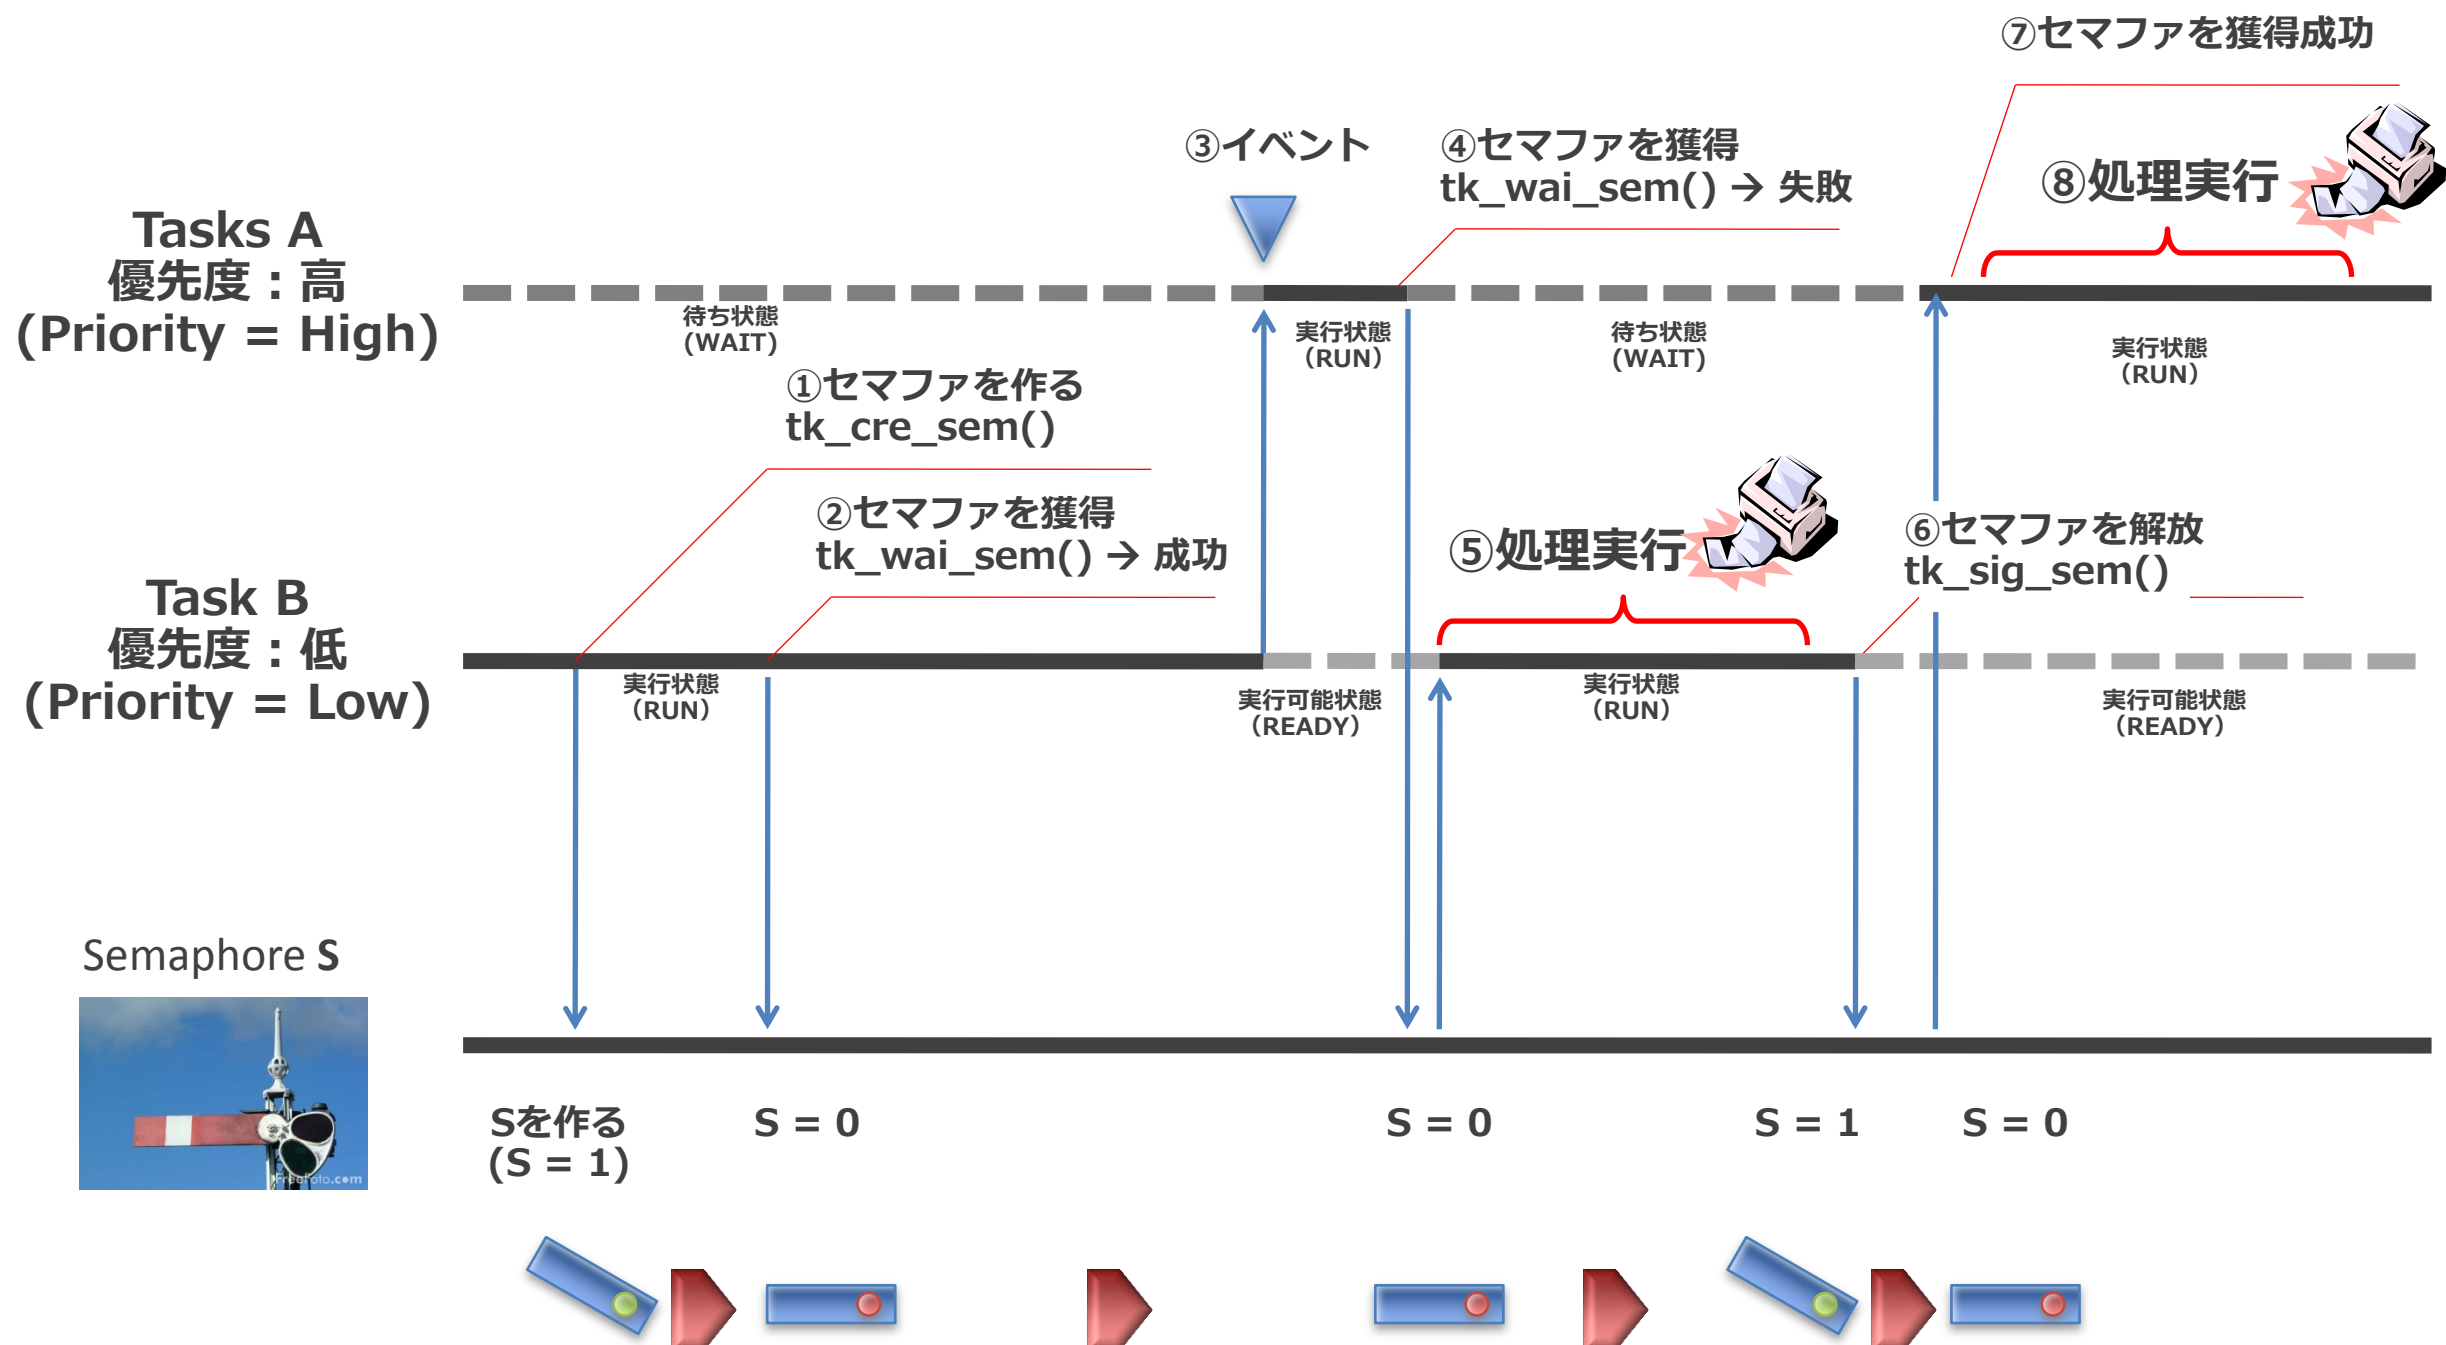 ⑦セマファを獲得成功
③イベント
④セマファを獲得
tk_wai_sem() → 失敗
⑧処理実行
Tasks A
優先度：高
(Priority = High)
待ち状態
(WAIT)
実行状態
（RUN）
待ち状態
(WAIT)
実行状態
（RUN）
①セマファを作る
tk_cre_sem()
②セマファを獲得
tk_wai_sem() → 成功
⑤処理実行
⑥セマファを解放
tk_sig_sem()
Task B
優先度：低
(Priority = Low)
実行状態
（RUN）
実行可能状態
（READY）
実行状態
（RUN）
実行可能状態
（READY）
Semaphore S
FreeFoto.com
Sを作る
(S = 1)
S = 0
S = 0
S = 1
S = 0